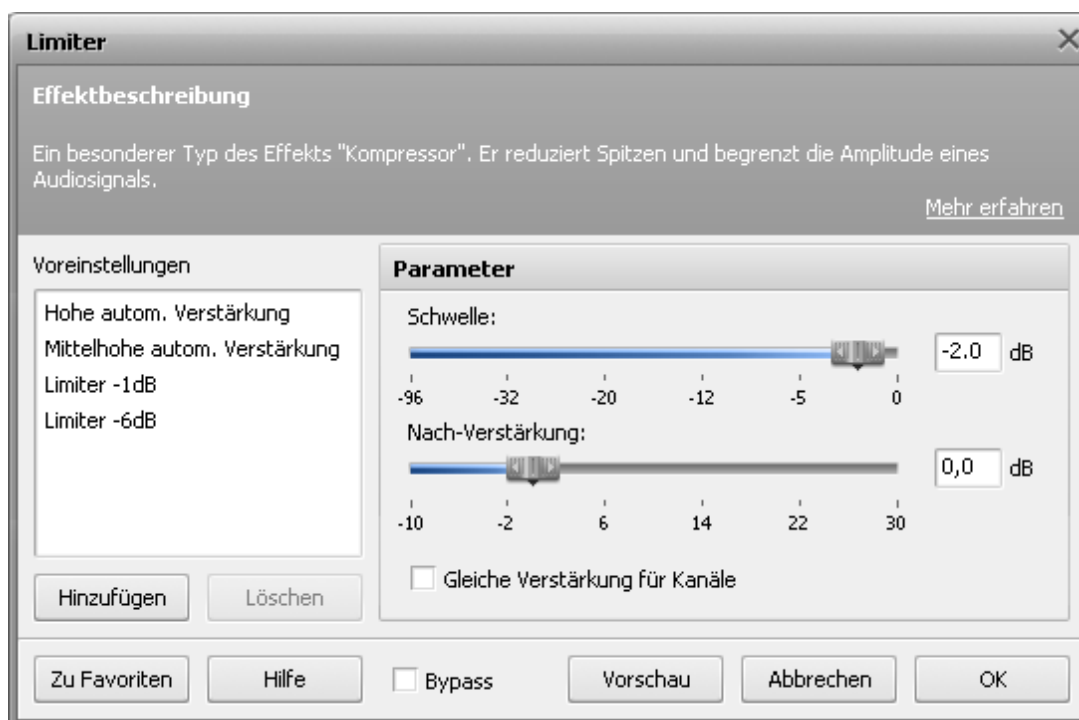 Limiter
Effektbeschreibung
Ein besonderer Typ des Effekts "Kompressor". Er reduziert Spitzen und begrenzt die Amplitude eines
Audiosignals.
Mehr erfahren
Voreinstellungen
Hohe autom. Verstärkung
Mittelhohe autom. Verstärkung
Limiter -1dB
Limiter -6dB
Hinzufügen Löschen
Parameter
Schwelle:
-2.0 dB
-96 -32 -20 -12 -5 0
Nach-Verstärkung:
0,0 dB
-10 -2 6 14 22 30
Gleiche Verstärkung für Kanäle
Zu Favoriten Hilfe Bypass Vorschau Abbrechen OK